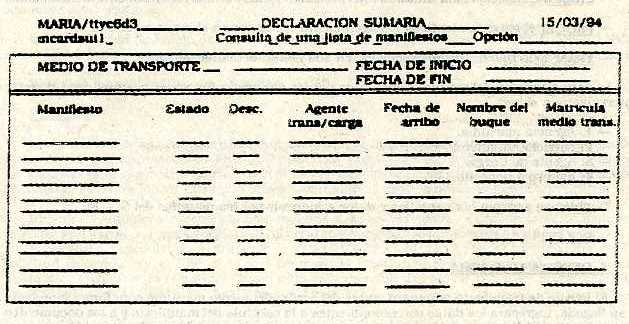 MARIA/ttyc6d3 DECLARACION SUMARIA 15/03/94
mcardsui1 Consulta de una lista de manifiestos Opción
MEDIO DE TRANSPORTE FECHA DE INICIO
FECHA DE FIN
Manifiesto Estado Desc. Agente Fecha de Nombre del Matricula
trans/carga arribo buque medio trans.